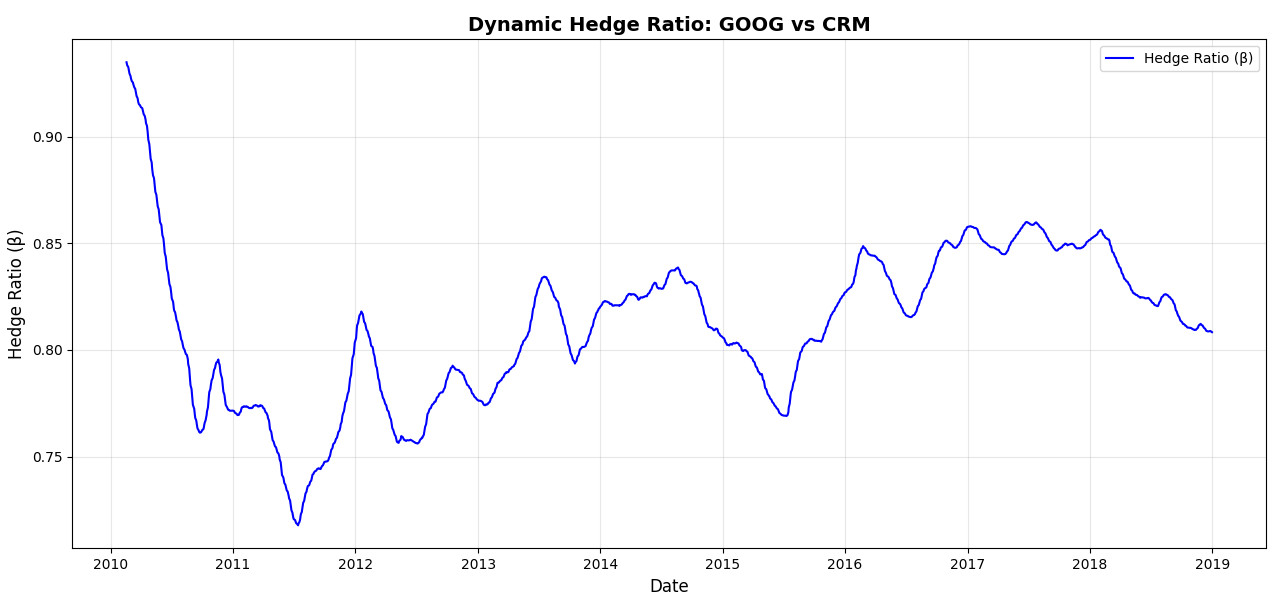 Dynamic Hedge Ratio: GOOG vs CRM
Hedge Ratio (β)
Hedge Ratio (β)
0.90
0.85
0.80
0.75
2010 2011 2012 2013 2014 2015 2016 2017 2018 2019
Date